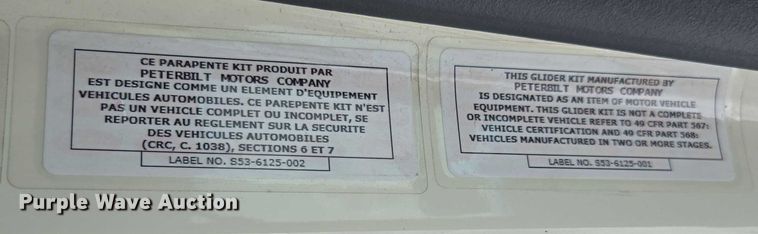 CE PARAPENTE KIT PRODUIT PAR
PETERBILT MOTORS COMPANY
EST DESIGNE COMME UN ELEMENT D'EQUIPEMENT
VEHICULES AUTOMOBILES. CE PAREPENTE KIT N'EST
PAS UN VEHICULE COMPLET OU INCOMPLET, SE
REPORTER AU REGLEMENT SUR LA SECURITE
DES VEHICULES AUTOMOBILES
(CRC, C. 1038), SECTIONS 6 ET 7
LABEL NO. S53-6125-002
THIS GLIDER KIT MANUFACTURED BY
PETERBILT MOTORS COMPANY
IS DESIGNATED AS AN ITEM OF MOTOR VEHICLE
EQUIPMENT. THIS GLIDER KIT IS NOT A COMPLETE
OR INCOMPLETE VEHICLE REFER TO 49 CFR PART 567:
VEHICLE CERTIFICATION AND 49 CFR PART 568:
VEHICLES MANUFACTURED IN TWO OR MORE STAGES.
LABEL NO. S53-6125-001
Purple Wave Auction